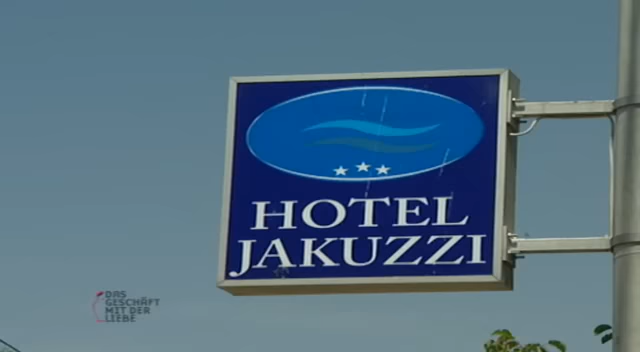 HOTEL
JAKUZZI
DAS
GESCHÄFT
MIT DER
LIEBE